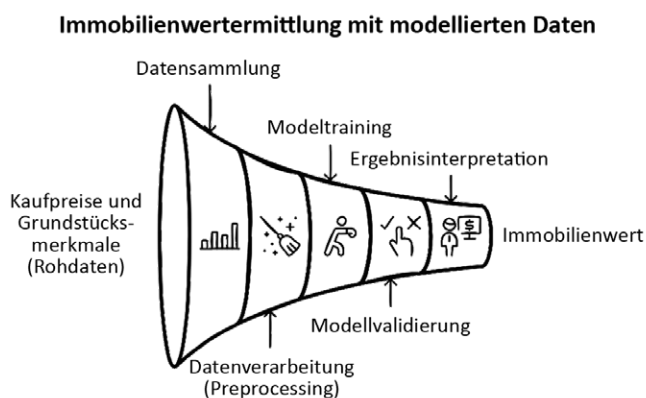 Immobilienwertermittlung mit modellierten Daten
Datensammlung
Modeltraining
Ergebnisinterpretation
Kaufpreise und
Grundstücks-
merkmale
(Rohdaten)
$
Immobilienwert
Modellvalidierung
Datenverarbeitung
(Preprocessing)